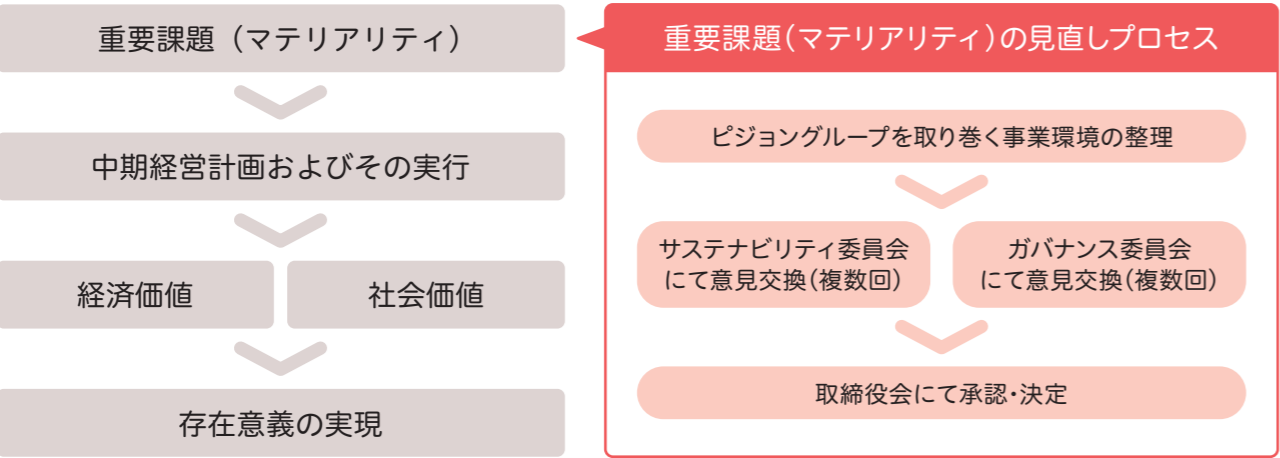 重要課題（マテリアリティ）
中期経営計画およびその実行
経済価値
社会価値
存在意義の実現
重要課題（マテリアリティ）の見直しプロセス
ピジョングループを取り巻く事業環境の整理
サステナビリティ委員会
にて意見交換（複数回）
ガバナンス委員会
にて意見交換（複数回）
取締役会にて承認・決定